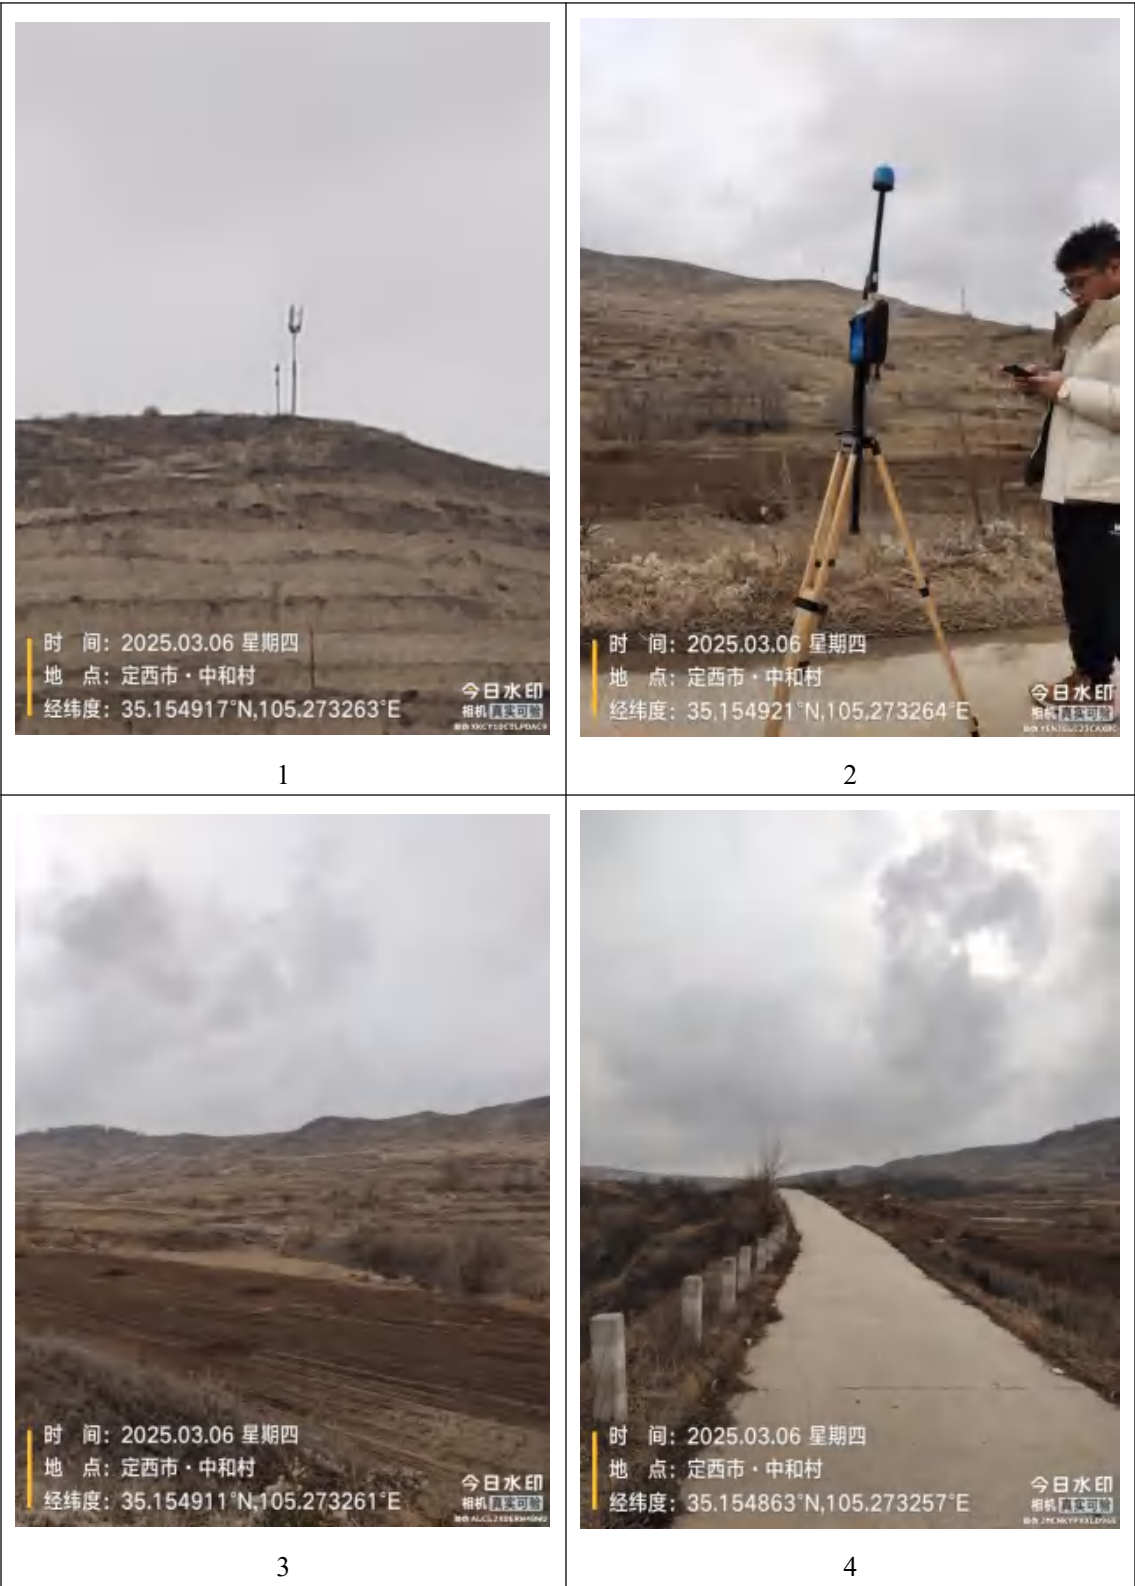 时 间：2025.03.06 星期四
地 点：定西市·中和村
经纬度：35.154917°N,105.273263°E
今日水印
相机 真实可验
1
时 间：2025.03.06 星期四
地 点：定西市·中和村
经纬度：35.154921°N,105.273264°E
今日水印
相机 真实可验
2
时 间：2025.03.06 星期四
地 点：定西市·中和村
经纬度：35.154911°N,105.273261°E
今日水印
相机 真实可验
3
时 间：2025.03.06 星期四
地 点：定西市·中和村
经纬度：35.154863°N,105.273257°E
今日水印
相机 真实可验
4